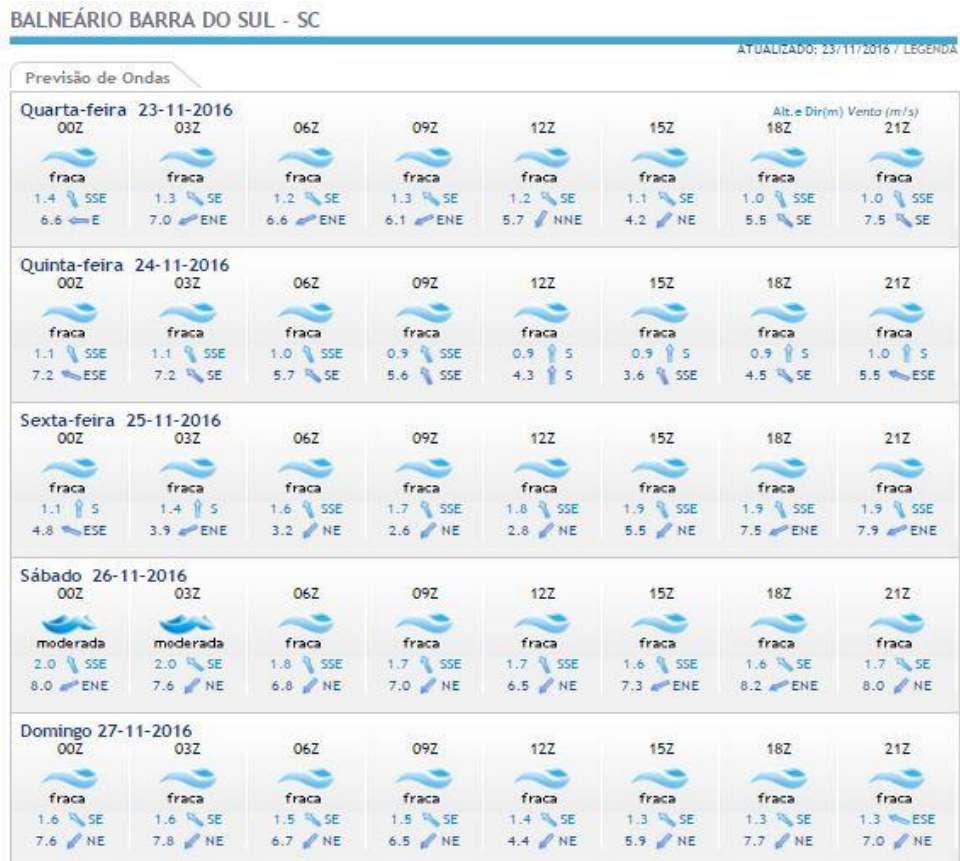 BALNEÁRIO BARRA DO SUL - SC
ATUALIZADO: 23/11/2016 / LEGENDA
Previsão de Ondas
Quarta-feira 23-11-2016 Alt.e Dir(m) Vento (m/s)
00Z 03Z 06Z 09Z 12Z 15Z 18Z 21Z
fraca fraca fraca fraca fraca fraca fraca fraca
1.4 SSE 1.3 SE 1.2 SE 1.3 SE 1.2 SE 1.1 SE 1.0 SSE 1.0 SSE
6.6 E 7.0 ENE 6.6 ENE 6.1 ENE 5.7 NNE 4.2 NE 5.5 SE 7.5 SE
Quinta-feira 24-11-2016
00Z 03Z 06Z 09Z 12Z 15Z 18Z 21Z
fraca fraca fraca fraca fraca fraca fraca fraca
1.1 SSE 1.1 SSE 1.0 SSE 0.9 SSE 0.9 S 0.9 S 0.9 S 1.0 S
7.2 ESE 7.2 SE 5.7 SE 5.6 SSE 4.3 S 3.6 SSE 4.5 SE 5.5 ESE
Sexta-feira 25-11-2016
00Z 03Z 06Z 09Z 12Z 15Z 18Z 21Z
fraca fraca fraca fraca fraca fraca fraca fraca
1.1 S 1.4 S 1.6 SSE 1.7 SSE 1.8 SSE 1.9 SSE 1.9 SSE 1.9 SSE
4.8 ESE 3.9 ENE 3.2 NE 2.6 NE 2.8 NE 5.5 NE 7.5 ENE 7.9 ENE
Sábado 26-11-2016
00Z 03Z 06Z 09Z 12Z 15Z 18Z 21Z
moderada moderada fraca fraca fraca fraca fraca fraca
2.0 SSE 2.0 SE 1.8 SSE 1.7 SSE 1.7 SSE 1.6 SSE 1.6 SE 1.7 SE
8.0 ENE 7.6 NE 6.8 NE 7.0 NE 6.5 NE 7.3 ENE 8.2 ENE 8.0 NE
Domingo 27-11-2016
00Z 03Z 06Z 09Z 12Z 15Z 18Z 21Z
fraca fraca fraca fraca fraca fraca fraca fraca
1.6 SE 1.6 SE 1.5 SE 1.5 SE 1.4 SE 1.3 SE 1.3 SE 1.3 ESE
7.6 NE 7.8 NE 6.7 NE 6.5 NE 4.4 NE 5.9 NE 7.7 NE 7.0 NE